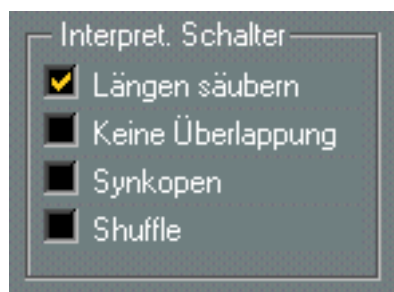 Interpret. Schalter
Längen säubern
Keine Überlappung
Synkopen
Shuffle